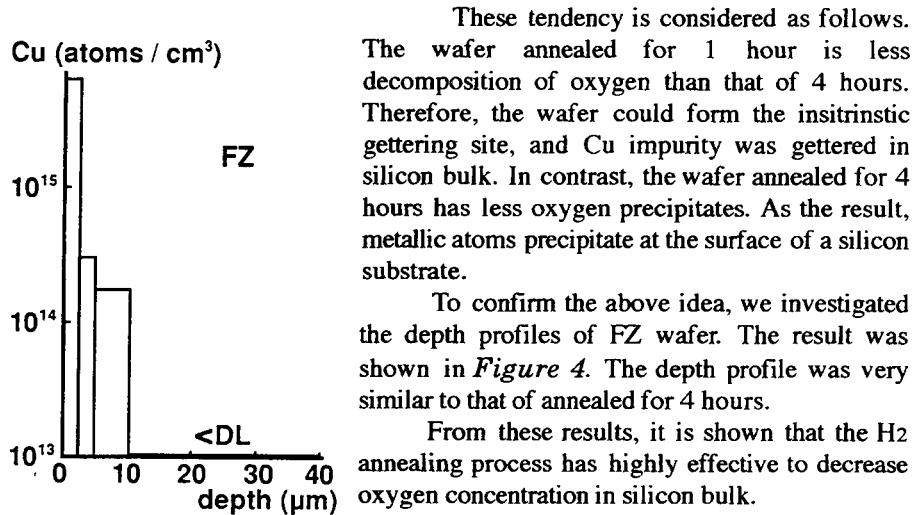 Cu (atoms / cm³)
FZ
10¹⁵
10¹⁴
10¹³
<DL
0 10 20 30 40
depth (μm)
These tendency is considered as follows.
The wafer annealed for 1 hour is less
decomposition of oxygen than that of 4 hours.
Therefore, the wafer could form the insitrinstic
gettering site, and Cu impurity was gettered in
silicon bulk. In contrast, the wafer annealed for 4
hours has less oxygen precipitates. As the result,
metallic atoms precipitate at the surface of a silicon
substrate.
To confirm the above idea, we investigated
the depth profiles of FZ wafer. The result was
shown in Figure 4. The depth profile was very
similar to that of annealed for 4 hours.
From these results, it is shown that the H2
annealing process has highly effective to decrease
oxygen concentration in silicon bulk.